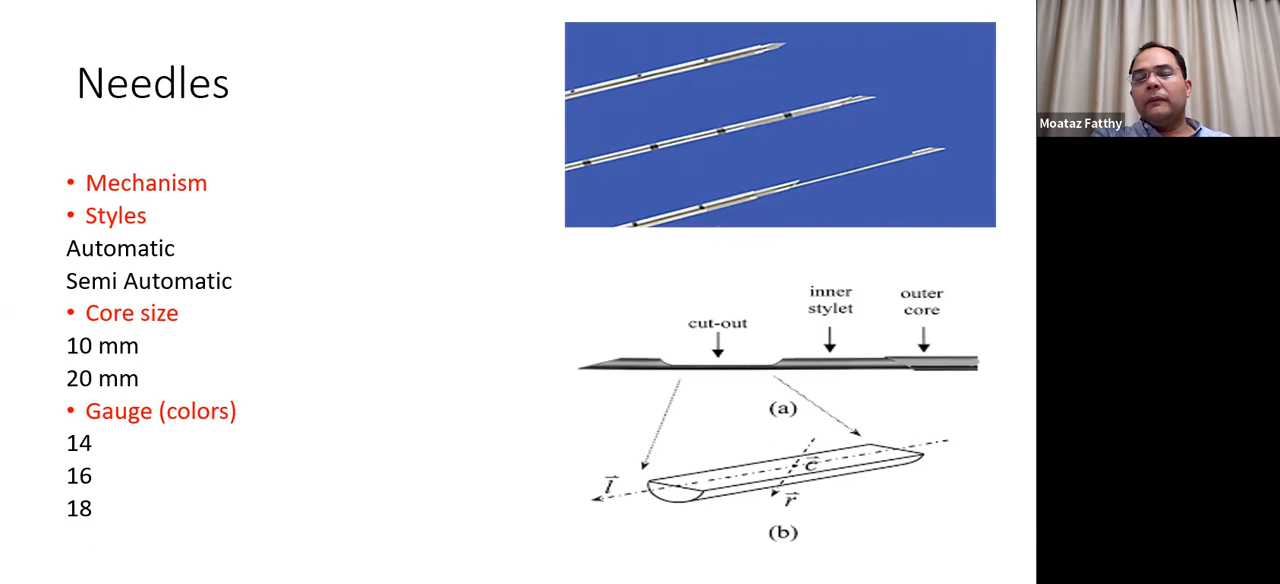 Needles
• Mechanism
• Styles
Automatic
Semi Automatic
• Core size
10 mm
20 mm
• Gauge (colors)
14
16
18
cut-out
inner
stylet
outer
core
(a)
l
c
r
(b)
Moataz Fatthy